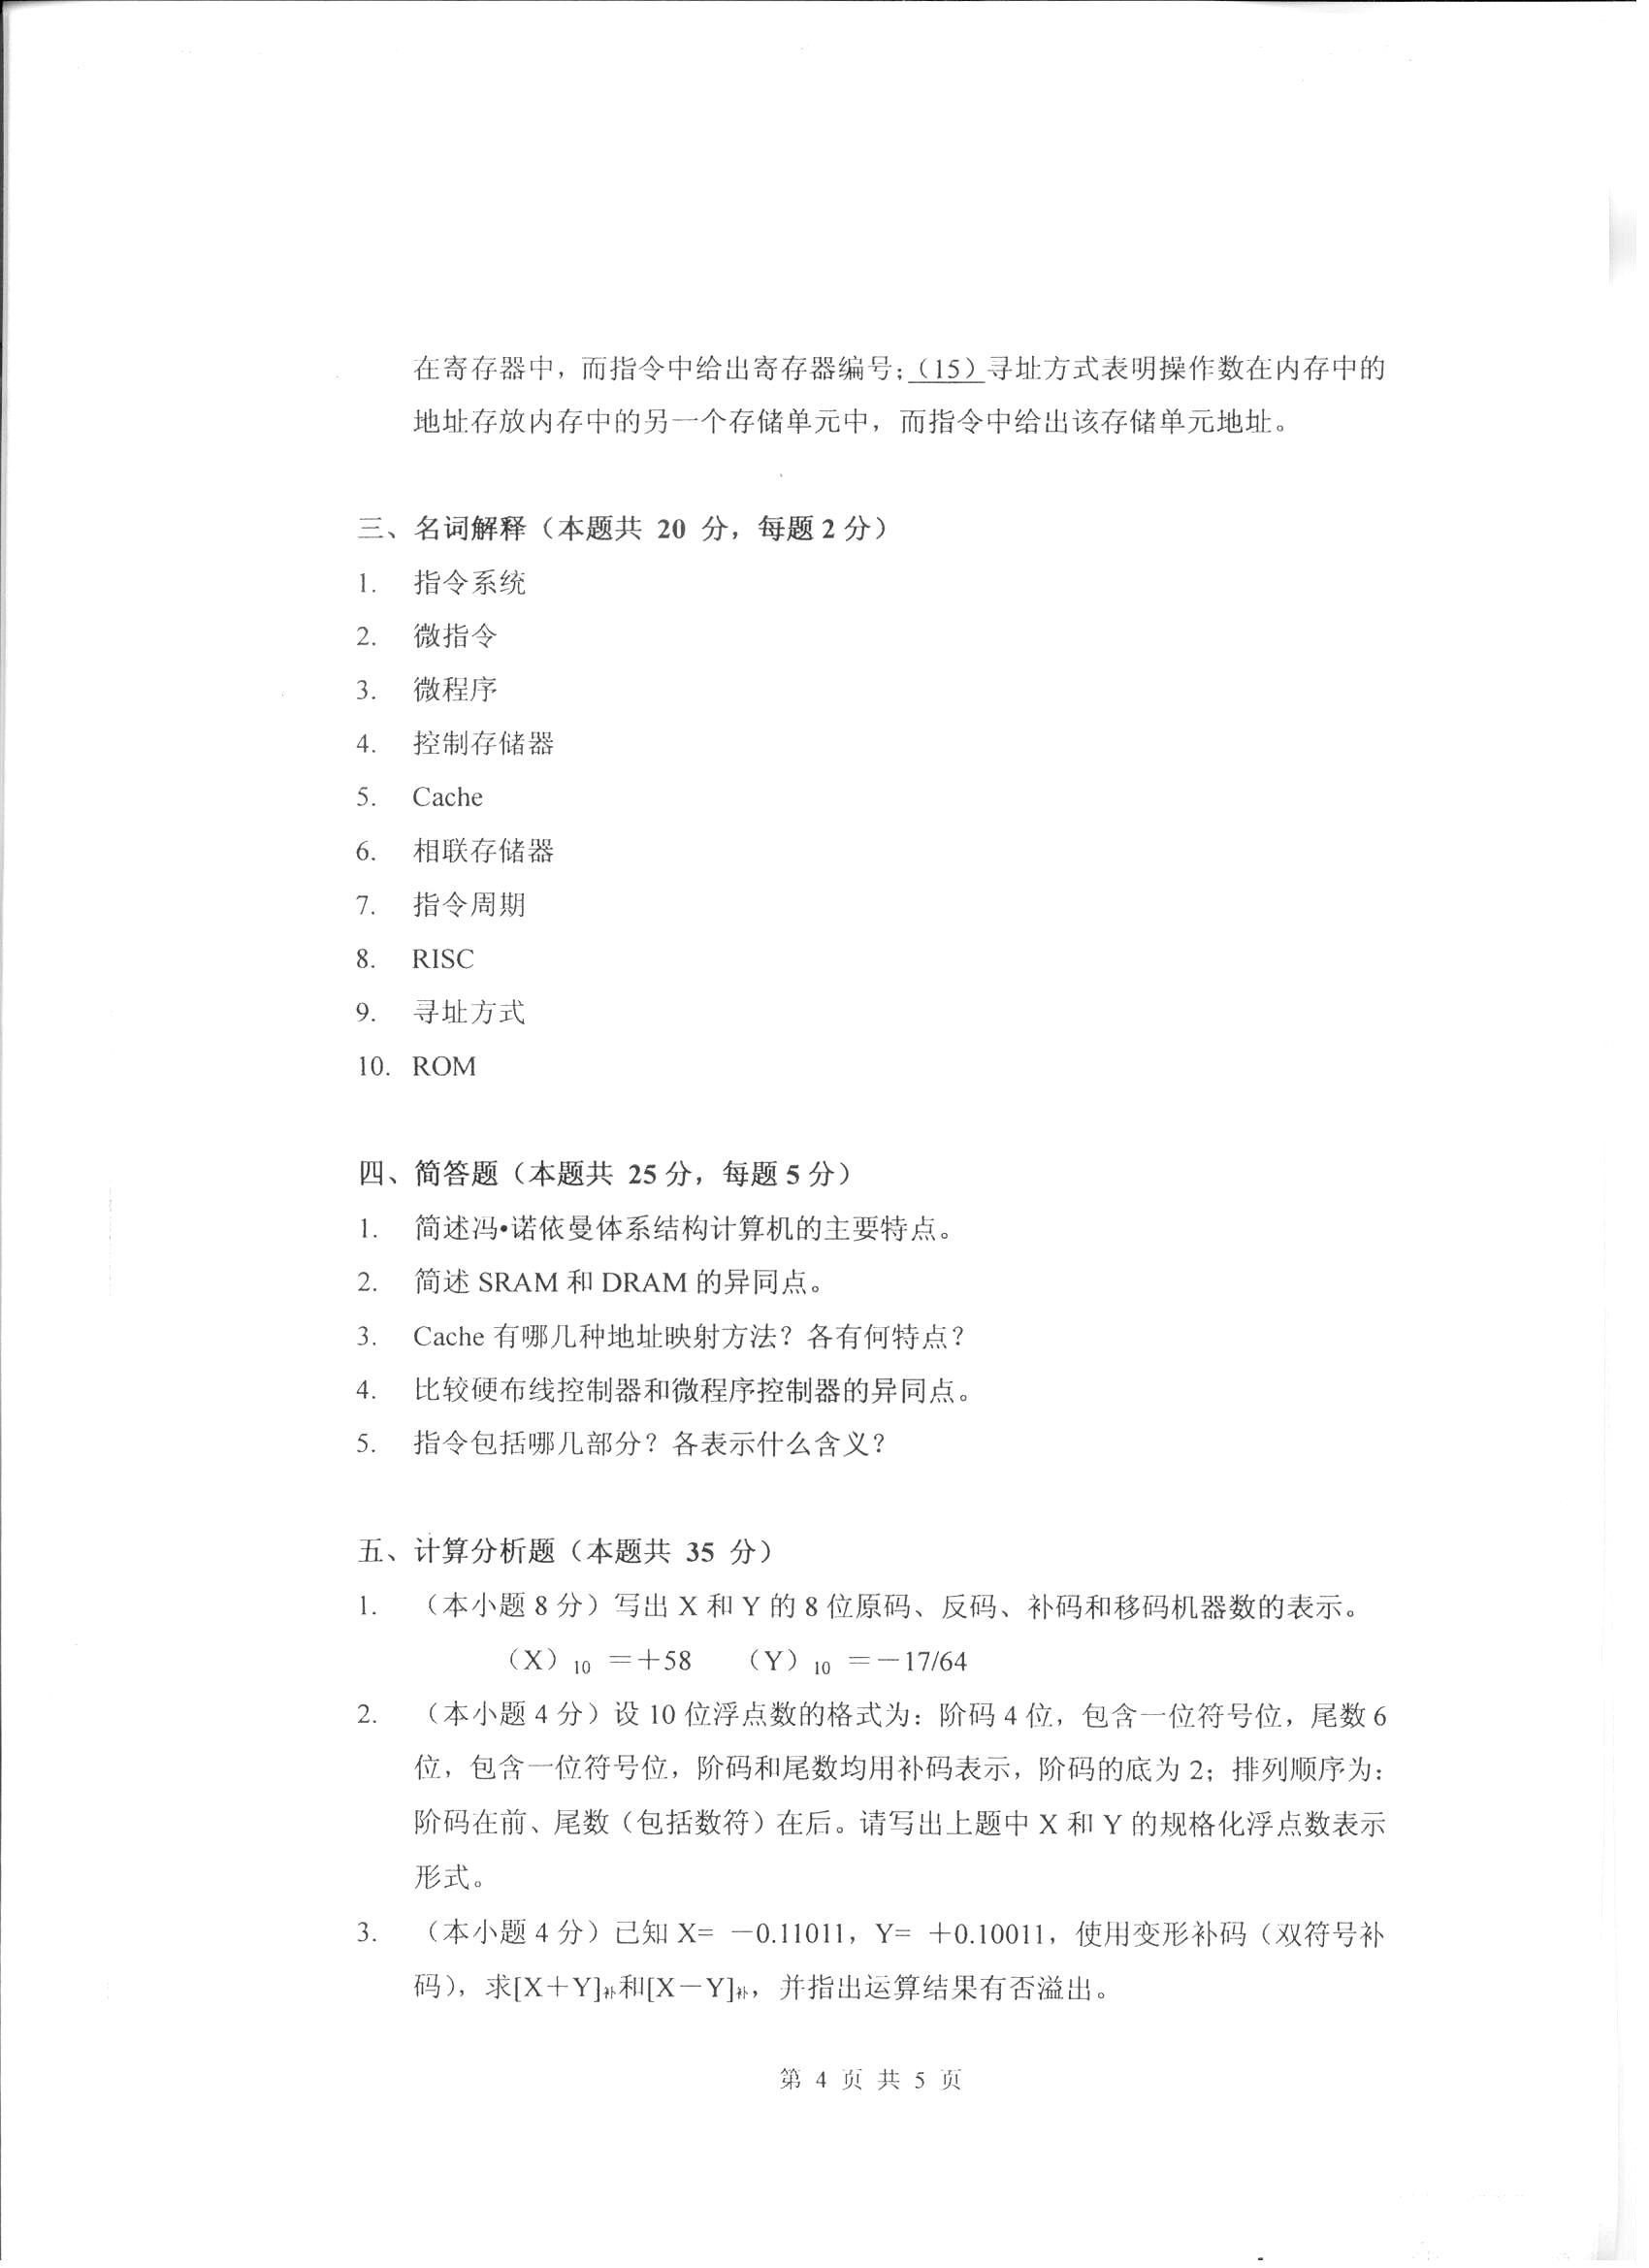 在寄存器中，而指令中给出寄存器编号；（15）寻址方式表明操作数在内存中的
地址存放内存中的另一个存储单元中，而指令中给出该存储单元地址。
三、名词解释（本题共 20 分，每题 2 分）
1. 指令系统
2. 微指令
3. 微程序
4. 控制存储器
5. Cache
6. 相联存储器
7. 指令周期
8. RISC
9. 寻址方式
10. ROM
四、简答题（本题共 25 分，每题 5 分）
1. 简述冯•诺依曼体系结构计算机的主要特点。
2. 简述 SRAM 和 DRAM 的异同点。
3. Cache 有哪几种地址映射方法？各有何特点？
4. 比较硬布线控制器和微程序控制器的异同点。
5. 指令包括哪几部分？各表示什么含义？
五、计算分析题（本题共 35 分）
1. （本小题 8 分）写出 X 和 Y 的 8 位原码、反码、补码和移码机器数的表示。
（X）10 ＝＋58 （Y）10 ＝－17/64
2. （本小题 4 分）设 10 位浮点数的格式为：阶码 4 位，包含一位符号位，尾数 6
位，包含一位符号位，阶码和尾数均用补码表示，阶码的底为 2；排列顺序为：
阶码在前、尾数（包括数符）在后。请写出上题中 X 和 Y 的规格化浮点数表示
形式。
3. （本小题 4 分）已知 X= －0.11011，Y= ＋0.10011，使用变形补码（双符号补
码），求[X＋Y]补和[X－Y]补，并指出运算结果有否溢出。
第 4 页 共 5 页